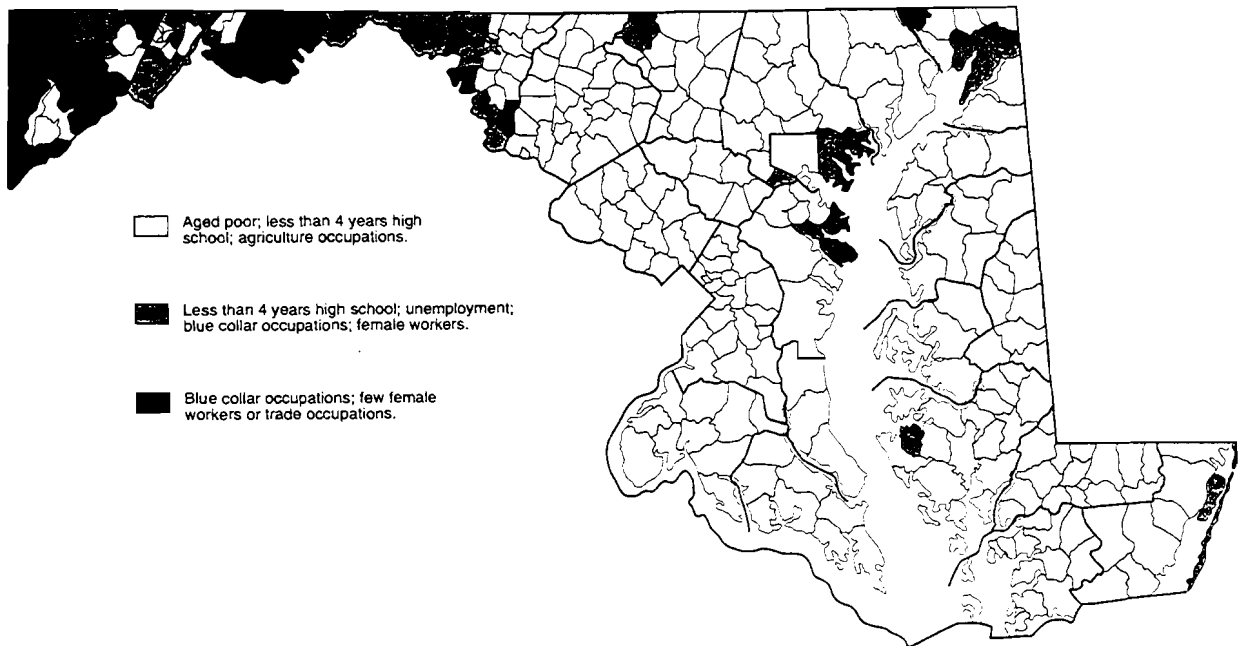 Aged poor; less than 4 years high
school; agriculture occupations.
Less than 4 years high school; unemployment;
blue collar occupations; female workers.
Blue collar occupations; few female
workers or trade occupations.